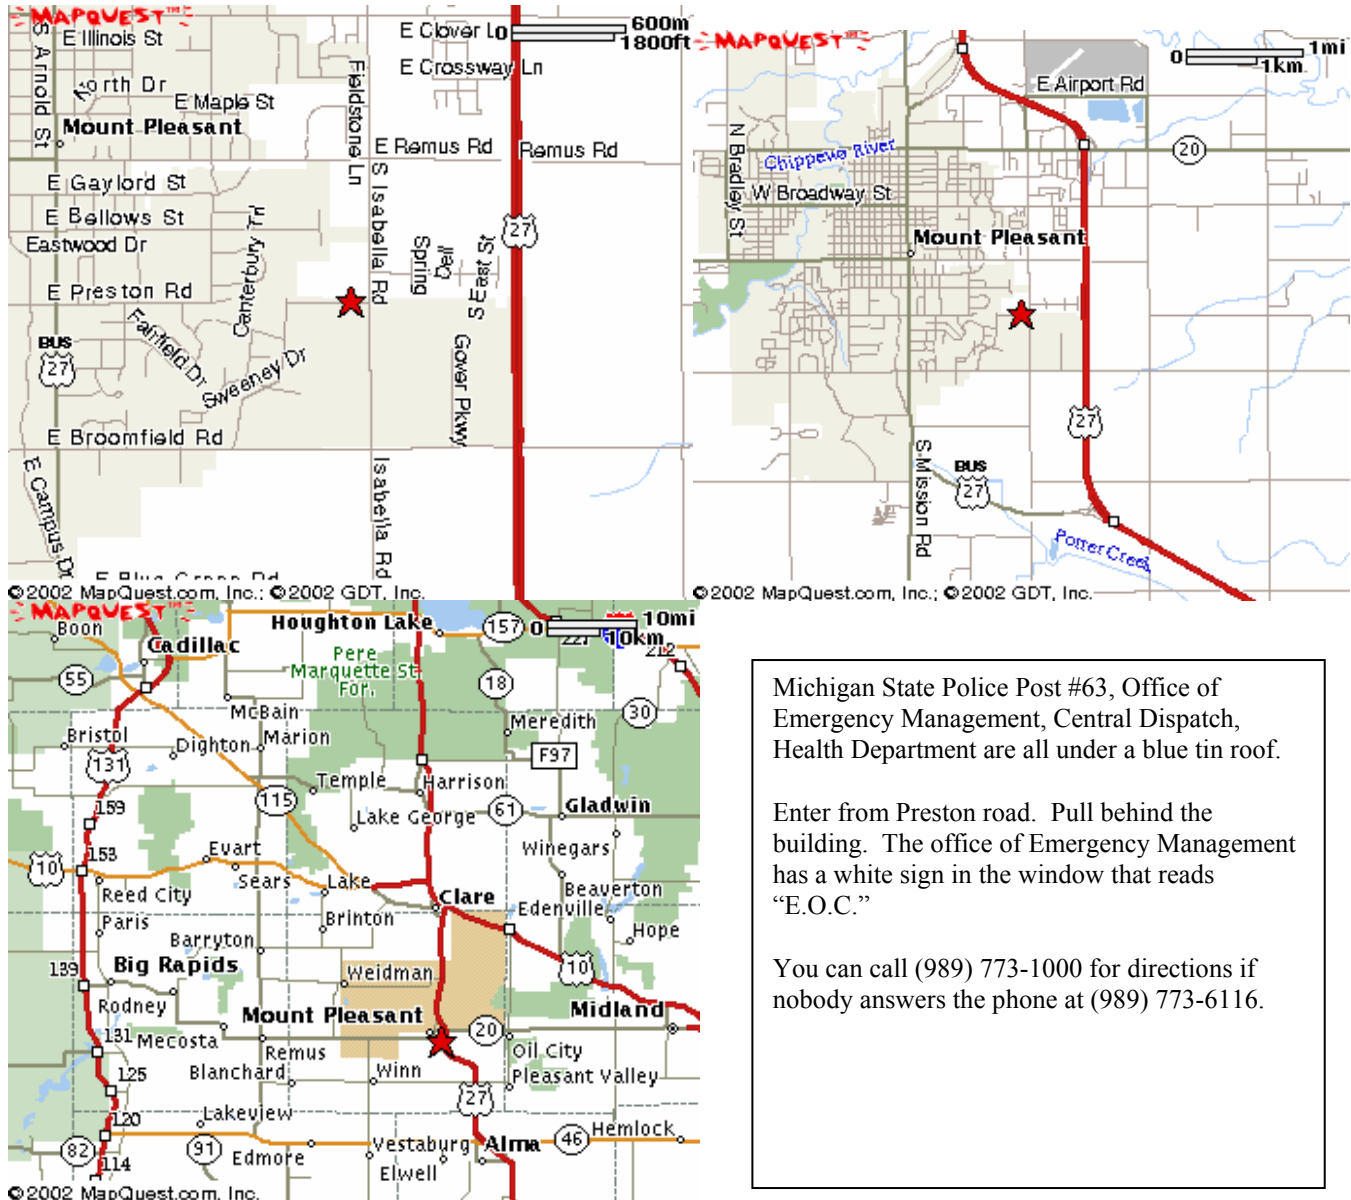 MAPQUEST
S Arnold St
E Illinois St
North Dr
E Maple St
Mount Pleasant
Fieldstone Ln
E Clover L
0
600m
1800ft
E Crossway Ln
E Remus Rd
Remus Rd
E Gaylord St
E Bellows St
Eastwood Dr
Canterbury Trl
S Isabella Rd
Spring
Dell
S East St
27
E Preston Rd
Fairfield Dr
Sweeney Dr
BUS
27
Gover Pkwy
E Broomfield Rd
E Campus Dr
Isabella Rd
©2002 MapQuest.com, Inc.; ©2002 GDT, Inc.
MAPQUEST
0
1mi
1km
E Airport Rd
N Bradley St
Chippewa River
20
W Broadway St
Mount Pleasant
27
S Mission Rd
BUS
27
Potter Creek
©2002 MapQuest.com, Inc.; ©2002 GDT, Inc.
MAPQUEST
Boon
Cadillac
Houghton Lake
157
0
10mi
10km
227
212
55
Pere
Marquette St
For.
18
30
McBain
Meredith
Bristol
Dighton
Marion
131
F97
Temple
Harrison
115
159
Lake George
61
Gladwin
153
Evart
Winegars
10
Sears
Lake
Reed City
Clare
Beaverton
Paris
Brinton
Edenville
Barryton
Hope
139
Big Rapids
Weidman
10
Rodney
Mount Pleasant
Midland
131
Mecosta
20
Remus
Oil City
125
Blanchard
Winn
Pleasant Valley
27
120
Lakeview
Hemlock
82
91
Vestaburg
Alma
46
114
Edmore
Elwell
©2002 MapQuest.com, Inc.
Michigan State Police Post #63, Office of
Emergency Management, Central Dispatch,
Health Department are all under a blue tin roof.
Enter from Preston road.  Pull behind the
building.  The office of Emergency Management
has a white sign in the window that reads
“E.O.C.”
You can call (989) 773-1000 for directions if
nobody answers the phone at (989) 773-6116.